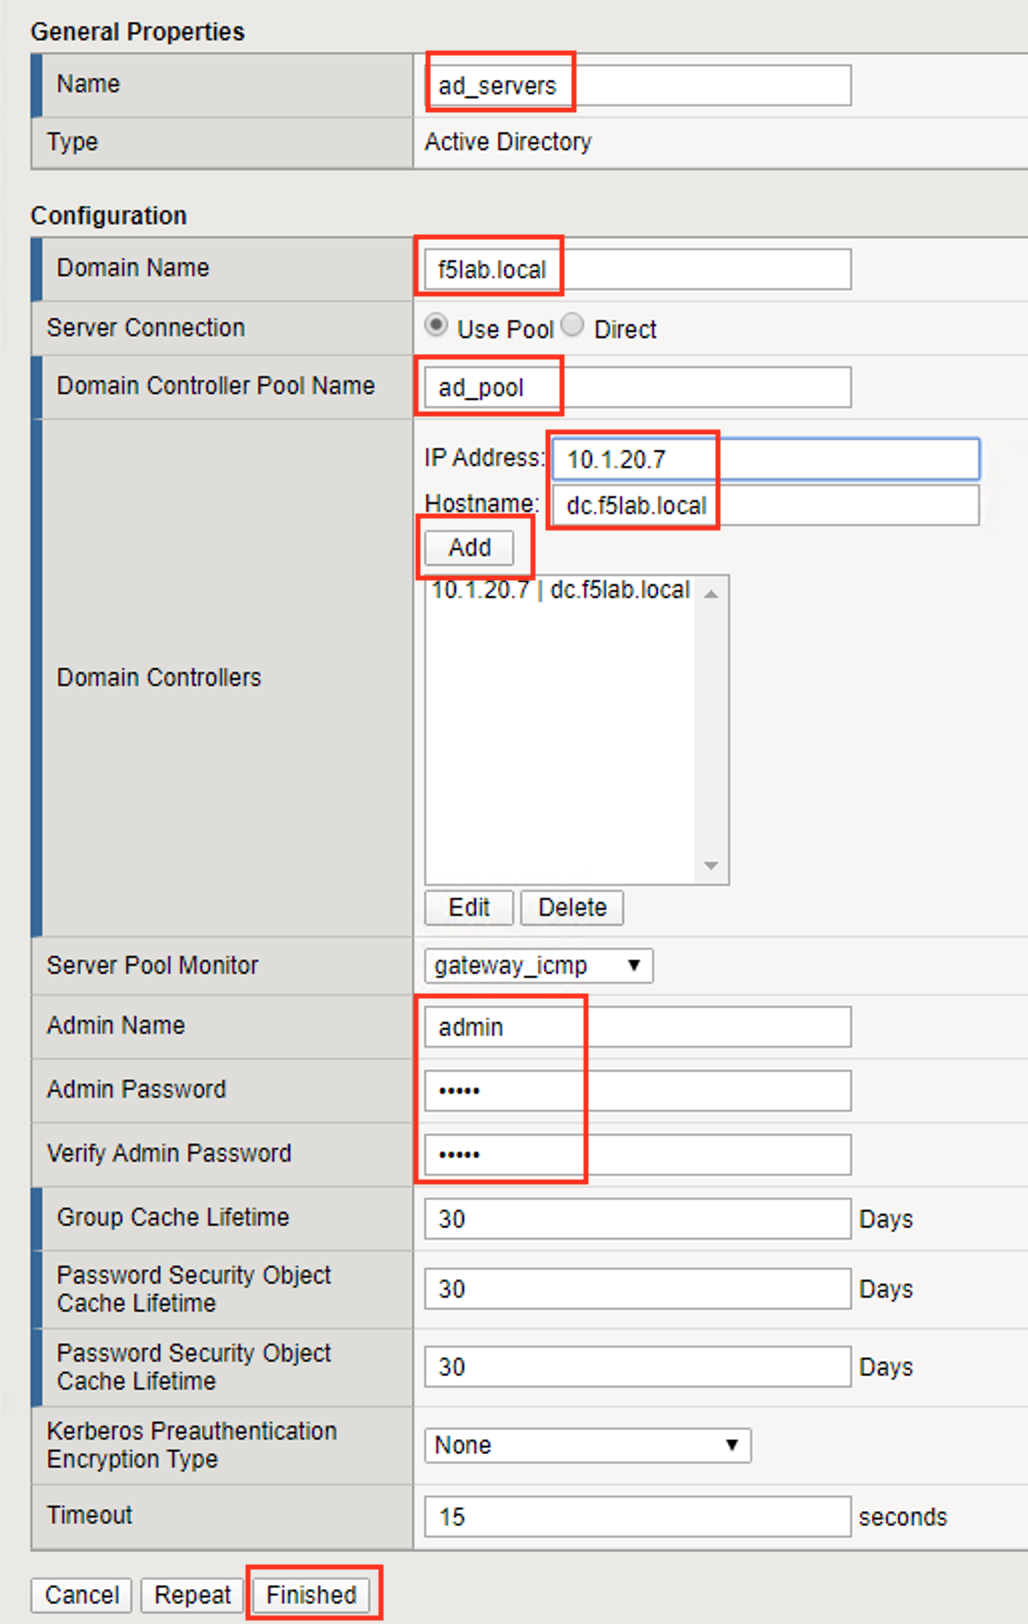 General Properties
Name ad_servers
Type Active Directory
Configuration
Domain Name f5lab.local
Server Connection Use Pool Direct
Domain Controller Pool Name ad_pool
IP Address: 10.1.20.7
Hostname: dc.f5lab.local
Add
10.1.20.7 | dc.f5lab.local
Domain Controllers
Edit Delete
Server Pool Monitor gateway_icmp
Admin Name admin
Admin Password •••••
Verify Admin Password •••••
Group Cache Lifetime 30 Days
Password Security Object
Cache Lifetime 30 Days
Password Security Object
Cache Lifetime 30 Days
Kerberos Preauthentication
Encryption Type None
Timeout 15 seconds
Cancel Repeat Finished